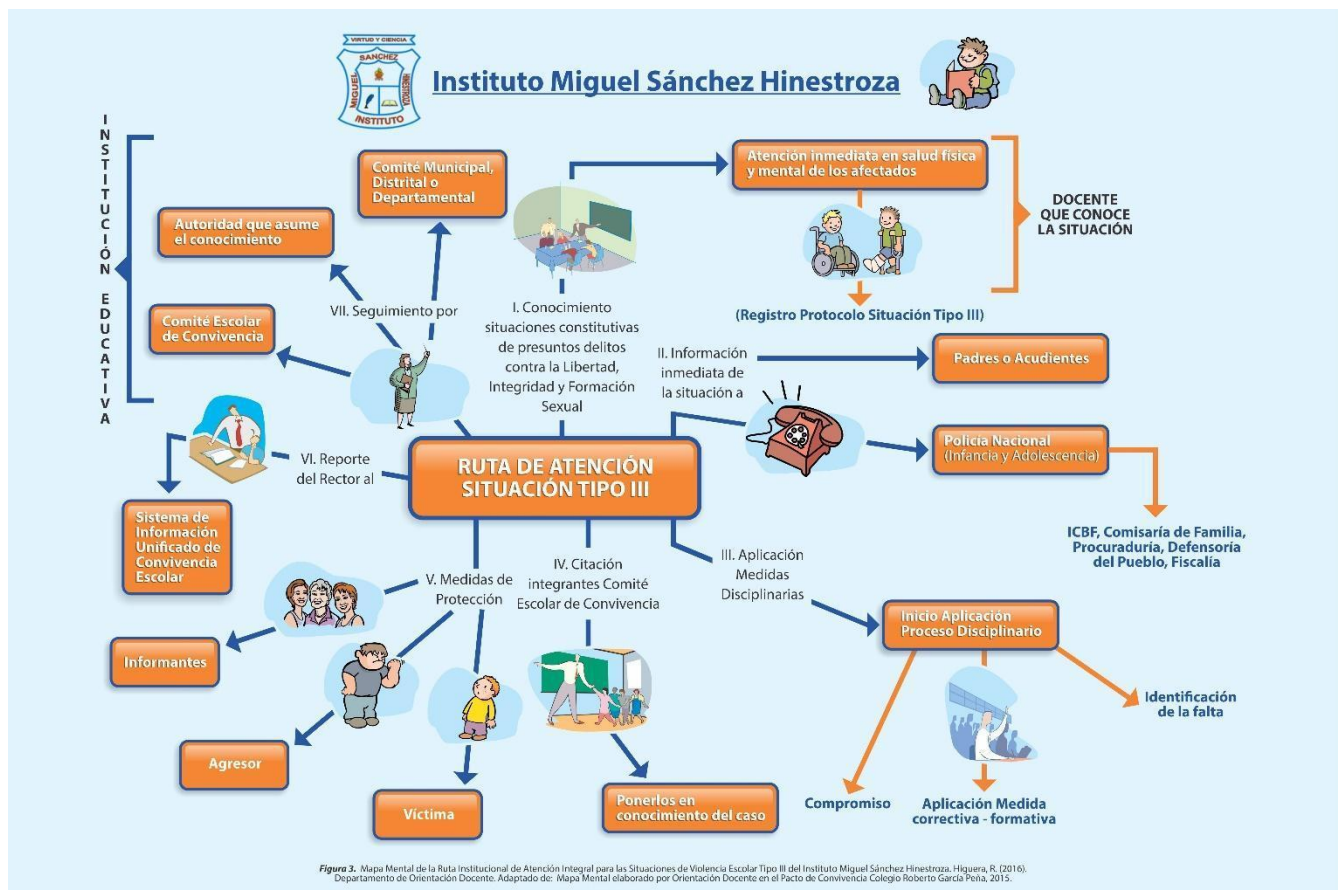 VIRTUD Y CIENCIA
SANCHEZ
MIGUEL
HINESTROZA
INSTITUTO
Instituto Miguel Sánchez Hinestroza
INSTITUCIÓN EDUCATIVA
Comité Municipal,
Distrital o
Departamental
Autoridad que asume
el conocimiento
Comité Escolar
de Convivencia
VII. Seguimiento por
I. Conocimiento
situaciones constitutivas
de presuntos delitos
contra la Libertad,
Integridad y Formación
Sexual
Atención inmediata en salud física
y mental de los afectados
DOCENTE
QUE CONOCE
LA SITUACIÓN
(Registro Protocolo Situación Tipo III)
II. Información
inmediata de
la situación a
Padres o Acudientes
Policía Nacional
(Infancia y Adolescencia)
ICBF, Comisaría de Familia,
Procuraduría, Defensoría
del Pueblo, Fiscalía
RUTA DE ATENCIÓN
SITUACIÓN TIPO III
VI. Reporte
del Rector al
Sistema de
Información
Unificado de
Convivencia
Escolar
V. Medidas de
Protección
Informantes
Agresor
Víctima
IV. Citación
integrantes Comité
Escolar de Convivencia
Ponerlos en
conocimiento del caso
III. Aplicación
Medidas
Disciplinarias
Inicio Aplicación
Proceso Disciplinario
Identificación
de la falta
Compromiso
Aplicación Medida
correctiva - formativa
Figura 3. Mapa Mental de la Ruta Institucional de Atención Integral para las Situaciones de Violencia Escolar Tipo III del Instituto Miguel Sánchez Hinestroza. Higuera, R. (2016).
Departamento de Orientación Docente. Adaptado de: Mapa Mental elaborado por Orientación Docente en el Pacto de Convivencia Colegio Roberto García Peña, 2015.